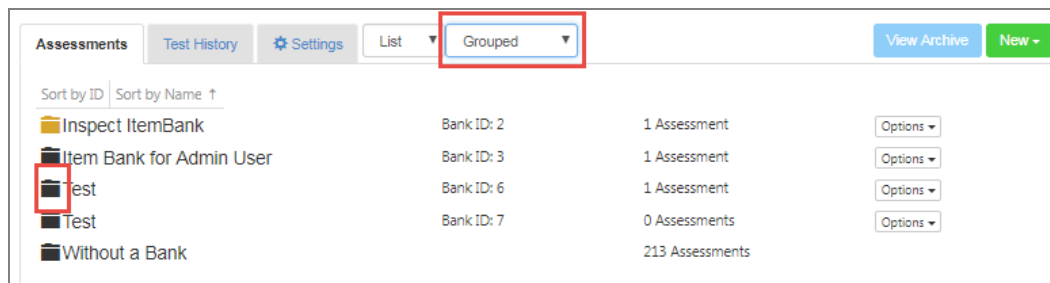 Assessments Test History Settings List Grouped View Archive New
Sort by ID Sort by Name ↑
Inspect ItemBank Bank ID: 2 1 Assessment Options
Item Bank for Admin User Bank ID: 3 1 Assessment Options
Test Bank ID: 6 1 Assessment Options
Test Bank ID: 7 0 Assessments Options
Without a Bank 213 Assessments